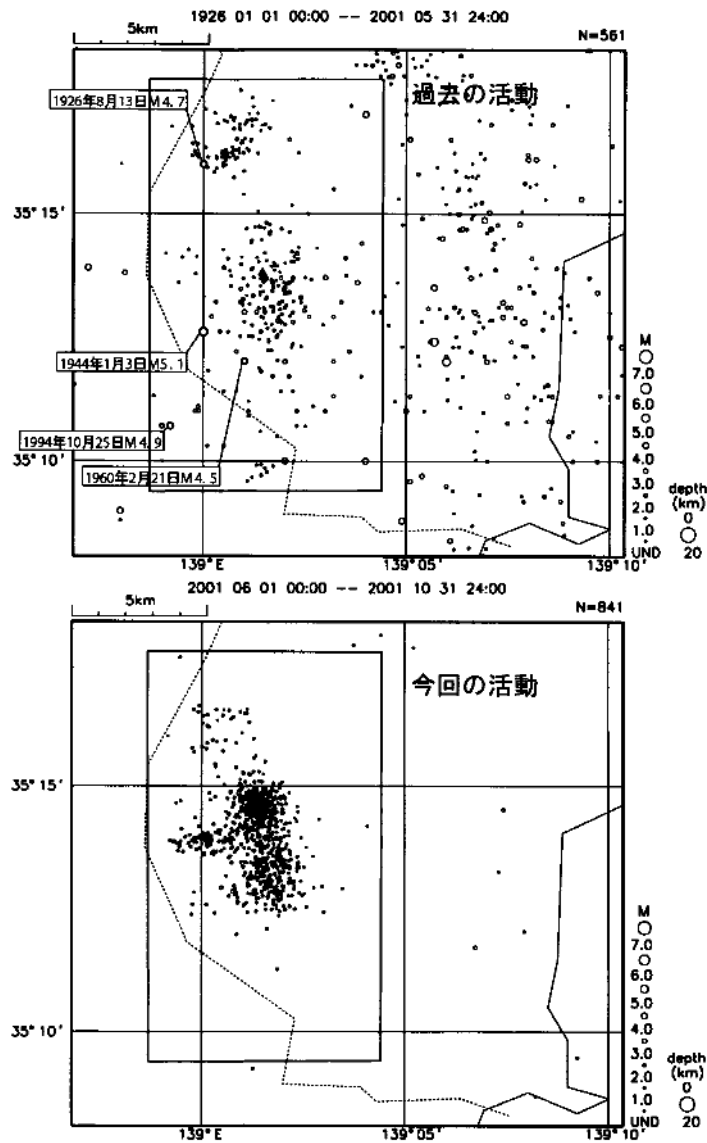 1926 01 01 00:00 -- 2001 05 31 24:00
5km
N=561
過去の活動
1926年8月13日M4.7
35° 15'
1944年1月3日M5.1
1994年10月25日M4.9
35° 10'
1960年2月21日M4.5
M
7.0
6.0
5.0
4.0
3.0
2.0
1.0
UND
depth
(km)
0
20
139° E
139° 05'
139° 10'
2001 06 01 00:00 -- 2001 10 31 24:00
5km
N=841
今回の活動
35° 15'
35° 10'
M
7.0
6.0
5.0
4.0
3.0
2.0
1.0
UND
depth
(km)
0
20
139° E
139° 05'
139° 10'